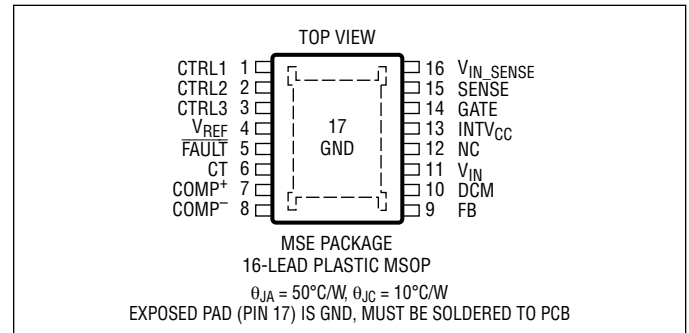 TOP VIEW
CTRL1 1
CTRL2 2
CTRL3 3
VREF 4
FAULT 5
CT 6
COMP+ 7
COMP– 8
17
GND
16 VIN_SENSE
15 SENSE
14 GATE
13 INTVCC
12 NC
11 VIN
10 DCM
9 FB
MSE PACKAGE
16-LEAD PLASTIC MSOP
θJA = 50°C/W, θJC = 10°C/W
EXPOSED PAD (PIN 17) IS GND, MUST BE SOLDERED TO PCB